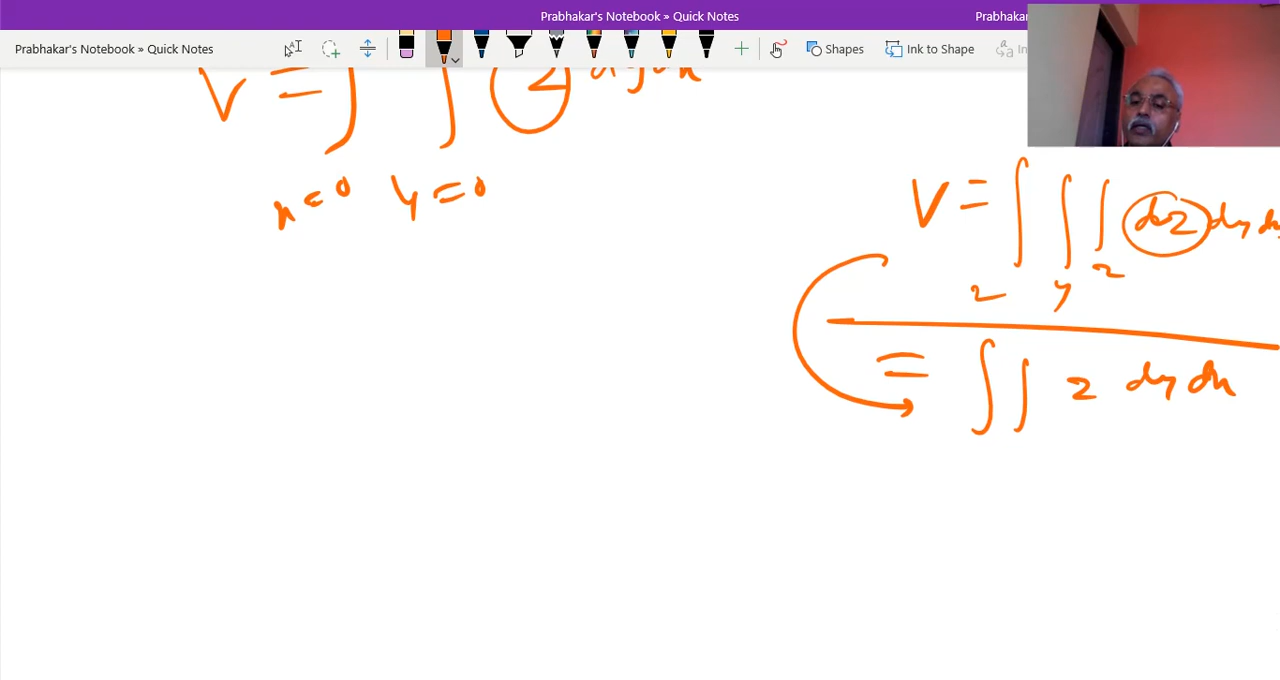 Prabhakar's Notebook » Quick Notes
Prabhakar's Notebook » Quick Notes
Shapes
Ink to Shape
V = ∫ ∫ z dy dx
x = 0 y = 0
V = ∫ ∫ ∫ dz dy dx
y z
= ∫∫ z dy dx